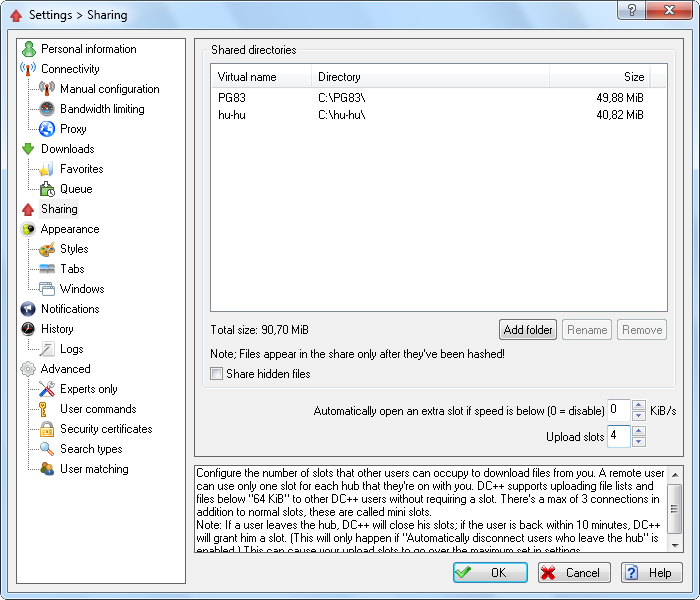 Settings > Sharing
?
Personal information
Connectivity
Manual configuration
Bandwidth limiting
Proxy
Downloads
Favorites
Queue
Sharing
Appearance
Styles
Tabs
Windows
Notifications
History
Logs
Advanced
Experts only
User commands
Security certificates
Search types
User matching
Shared directories
Virtual name Directory Size
PG83 C:\PG83\ 49,88 MiB
hu-hu C:\hu-hu\ 40,82 MiB
Total size: 90,70 MiB Add folder Rename Remove
Note; Files appear in the share only after they've been hashed!
Share hidden files
Automatically open an extra slot if speed is below (0 = disable) 0 KiB/s
Upload slots 4
Configure the number of slots that other users can occupy to download files from you. A remote user
can use only one slot for each hub that they're on with you. DC++ supports uploading file lists and
files below "64 KiB" to other DC++ users without requiring a slot. There's a max of 3 connections in
addition to normal slots, these are called mini slots.
Note: If a user leaves the hub, DC++ will close his slots; if the user is back within 10 minutes, DC++
will grant him a slot. (This will only happen if "Automatically disconnect users who leave the hub" is
enabled.) This can cause your upload slots to go over the maximum set in settings.
OK Cancel ? Help